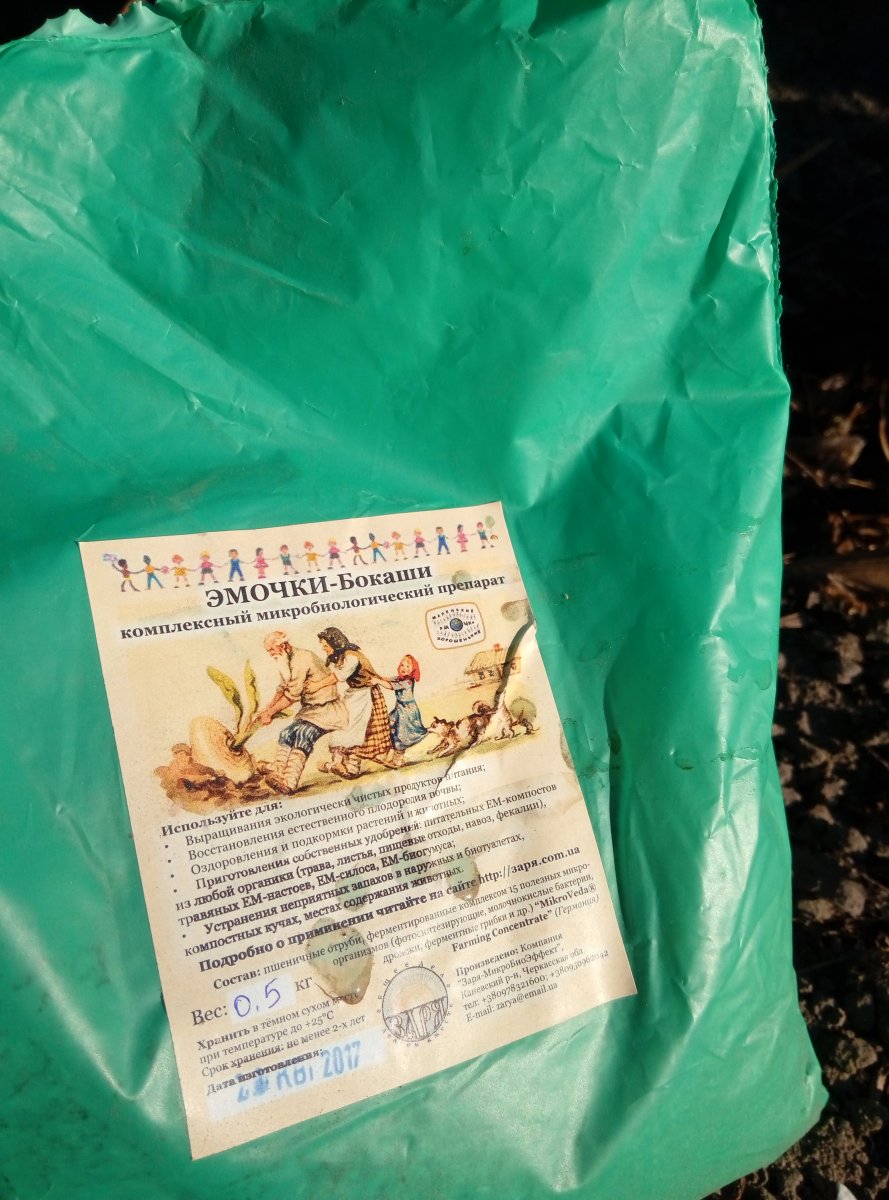 ЭМОЧКИ-Бокаши
комплексный микробиологический препарат
МАЛЕНЬКИЕ
ЭМОЧКИ
ХОРОШЕНЬКИЕ
Используйте для:
• Выращивания экологически чистых продуктов питания;
• Восстановления естественного плодородия почвы;
• Оздоровления и подкормки растений и животных;
• Приготовления собственных удобрений: питательных ЕМ-компостов
из любой органики (трава, листья, пищевые отходы, навоз, фекалии),
травяных ЕМ-настоев, ЕМ-силоса, ЕМ-биогумуса;
• Устранения неприятных запахов в наружных и биотуалетах,
компостных кучах, местах содержания животных.
Подробно о применении читайте на сайте http://заря.com.ua
Состав: пшеничные отруби, ферментированные комплексом 15 полезных микро-
организмов (фотосинтезирующие, молочнокислые бактерии,
дрожжи, ферментные грибки и др.) "MikroVeda®
Farming Concentrate" (Германия)
Вес: 0.5 кг
ЗАРЯ
Произведено: Компания
"Заря-МикроБиоЭффект",
Каневский р-н, Черкасская обл
тел: +380978321600;
E-mail: zarya@email.ua
Хранить в тёмном сухом месте
при температуре до +25°С
Срок хранения: не менее 2-х лет
Дата изготовления:
2017